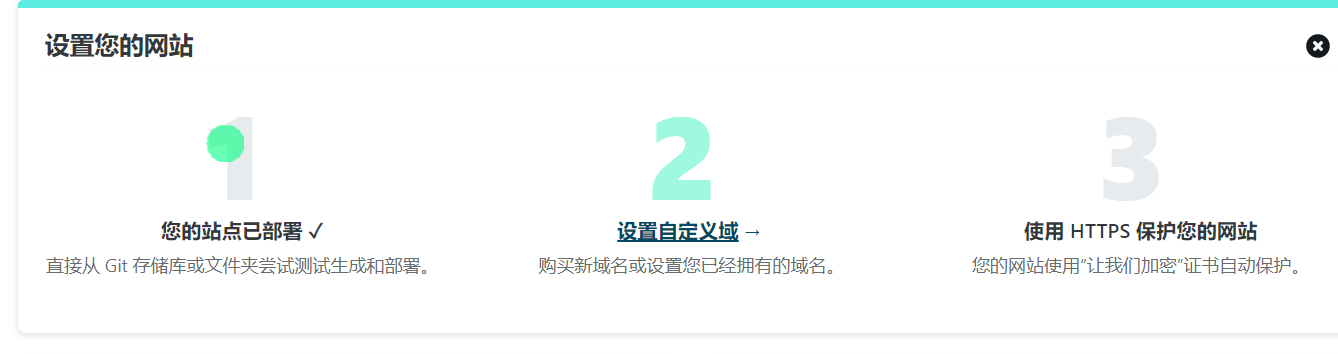 设置您的网站
1
您的站点已部署 ✓
直接从 Git 存储库或文件夹尝试测试生成和部署。
2
设置自定义域 →
购买新域名或设置您已经拥有的域名。
3
使用 HTTPS 保护您的网站
您的网站使用“让我们加密”证书自动保护。